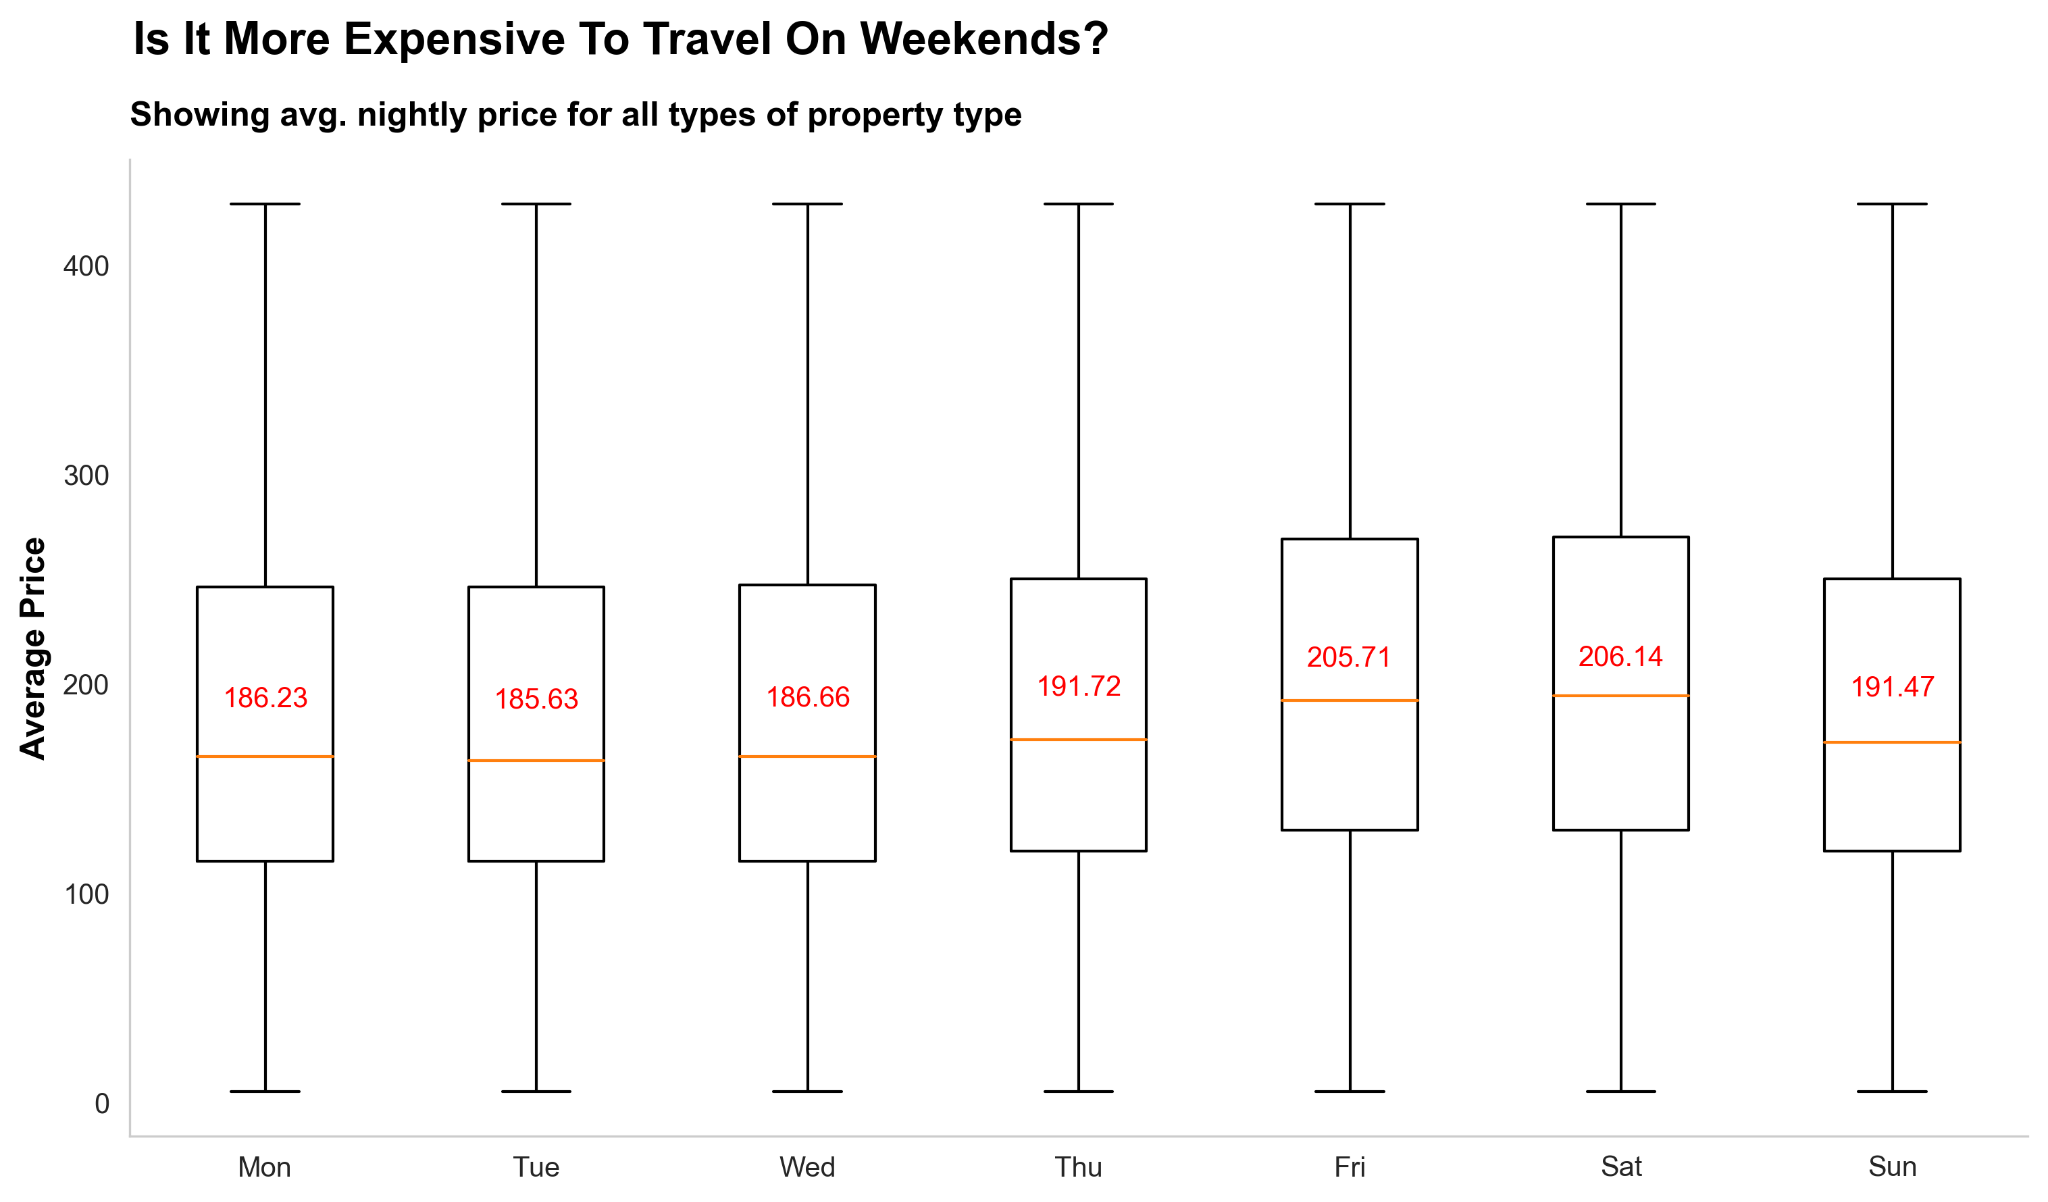 Is It More Expensive To Travel On Weekends?
Showing avg. nightly price for all types of property type
Average Price
400
300
200
100
0
186.23
185.63
186.66
191.72
205.71
206.14
191.47
Mon
Tue
Wed
Thu
Fri
Sat
Sun